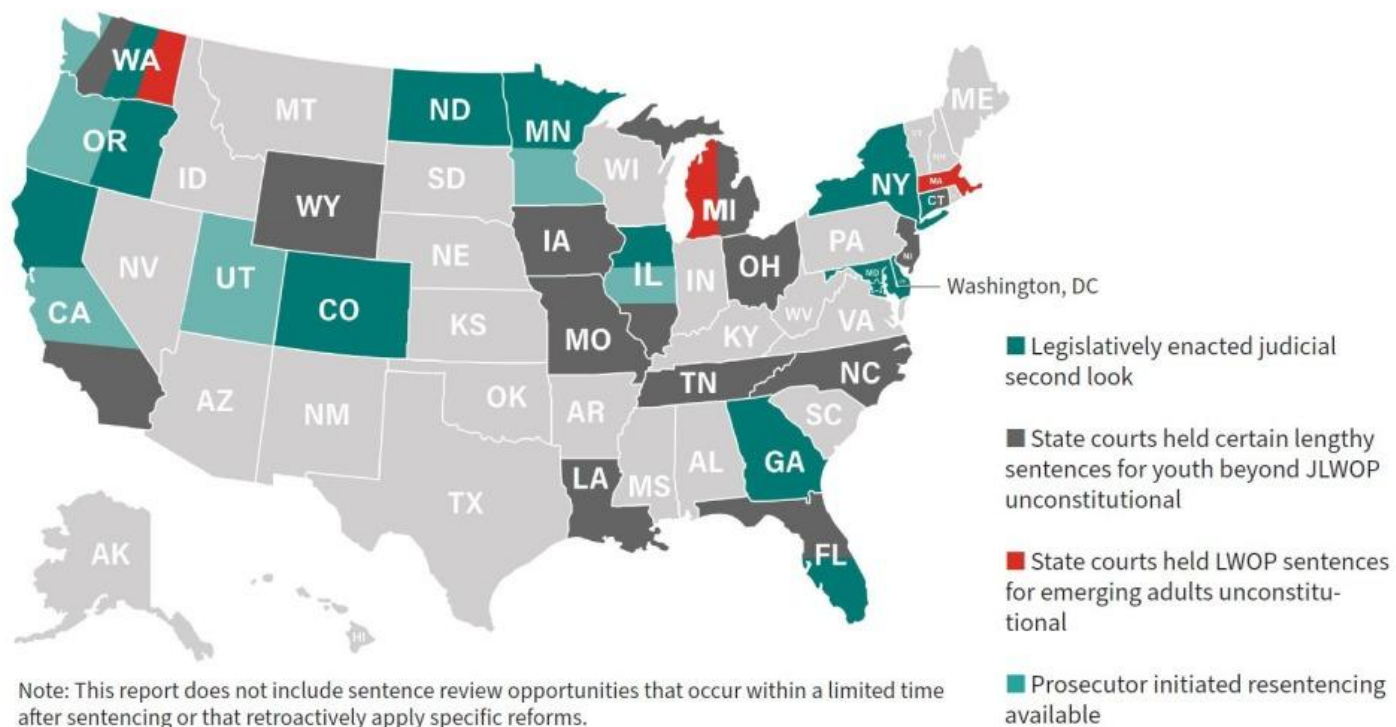 WA
MT
ND
MN
ME
OR
ID
WY
SD
WI
MI
NY
VT
NH
MA
CT
NV
UT
CO
NE
IA
IL
IN
OH
PA
NJ
MD
Washington, DC
CA
KS
MO
KY
WV
VA
AZ
NM
OK
AR
TN
NC
SC
TX
LA
MS
AL
GA
FL
AK
HI
Legislatively enacted judicial
second look
State courts held certain lengthy
sentences for youth beyond JLWOP
unconstitutional
State courts held LWOP sentences
for emerging adults unconstitu-
tional
Prosecutor initiated resentencing
available
Note: This report does not include sentence review opportunities that occur within a limited time
after sentencing or that retroactively apply specific reforms.